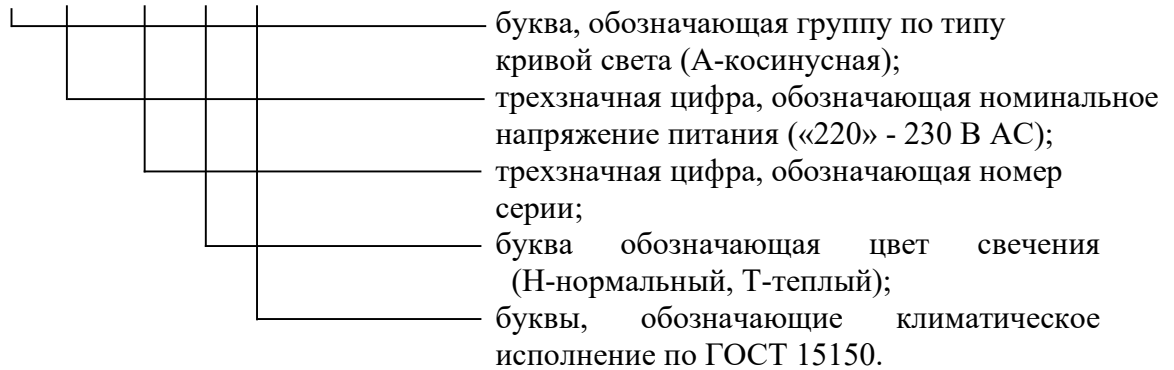 буква, обозначающая группу по типу
кривой света (А-косинусная);
трехзначная цифра, обозначающая номинальное
напряжение питания («220» - 230 В АС);
трехзначная цифра, обозначающая номер
серии;
буква обозначающая цвет свечения
(Н-нормальный, Т-теплый);
буквы, обозначающие климатическое
исполнение по ГОСТ 15150.